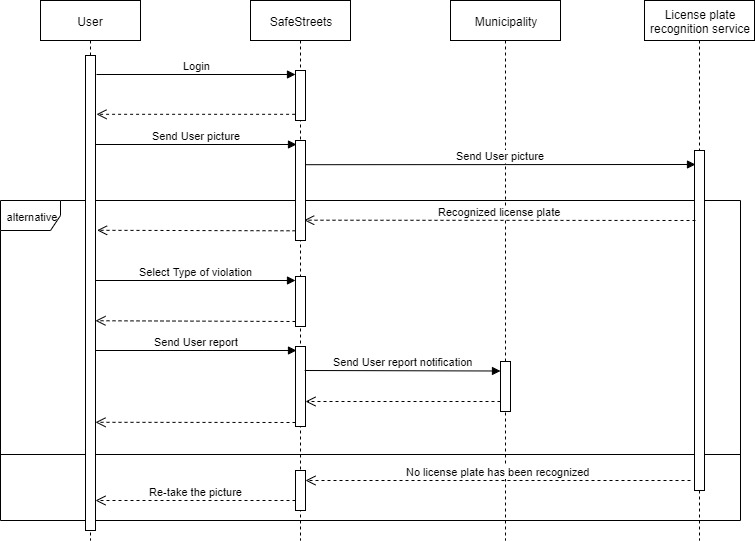 User
SafeStreets
Municipality
License plate
recognition service
Login
Send User picture
Send User picture
alternative
Recognized license plate
Select Type of violation
Send User report
Send User report notification
No license plate has been recognized
Re-take the picture